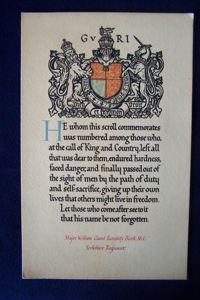 G V R I
HE whom this scroll commemorates
was numbered among those who,
at the call of King and Country, left all
that was dear to them, endured hardness,
faced danger, and finally passed out of
the sight of men by the path of duty
and self-sacrifice, giving up their own
lives that others might live in freedom.
Let those who come after see to it
that his name be not forgotten.
Major William M.C.
Yorkshire Regiment